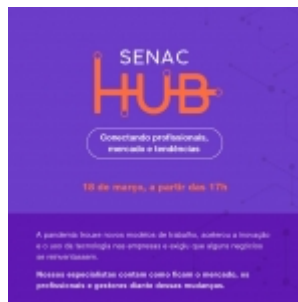 SENAC
HUB
Conectando profissionais,
mercado e tendências
18 de março, a partir das 17h
A pandemia trouxe novos modelos de trabalho, acelerou a inovação
e o uso da tecnologia nas empresas e exigiu que alguns negócios
se reinventassem.
Nossos especialistas contam como ficam o mercado, os
profissionais e gestores diante dessas mudanças.